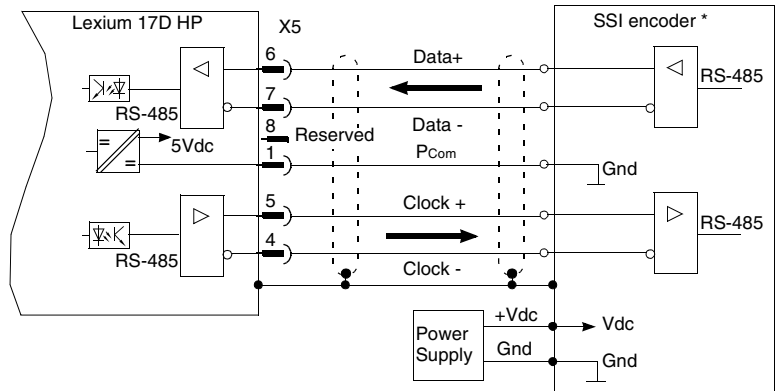 Lexium 17D HP
X5
SSI encoder *
6
Data+
RS-485
RS-485
7
Data -
8
Reserved
=
=
5Vdc
1
PCom
Gnd
5
Clock +
RS-485
4
RS-485
Clock -
+Vdc
Vdc
Power
Supply
Gnd
Gnd